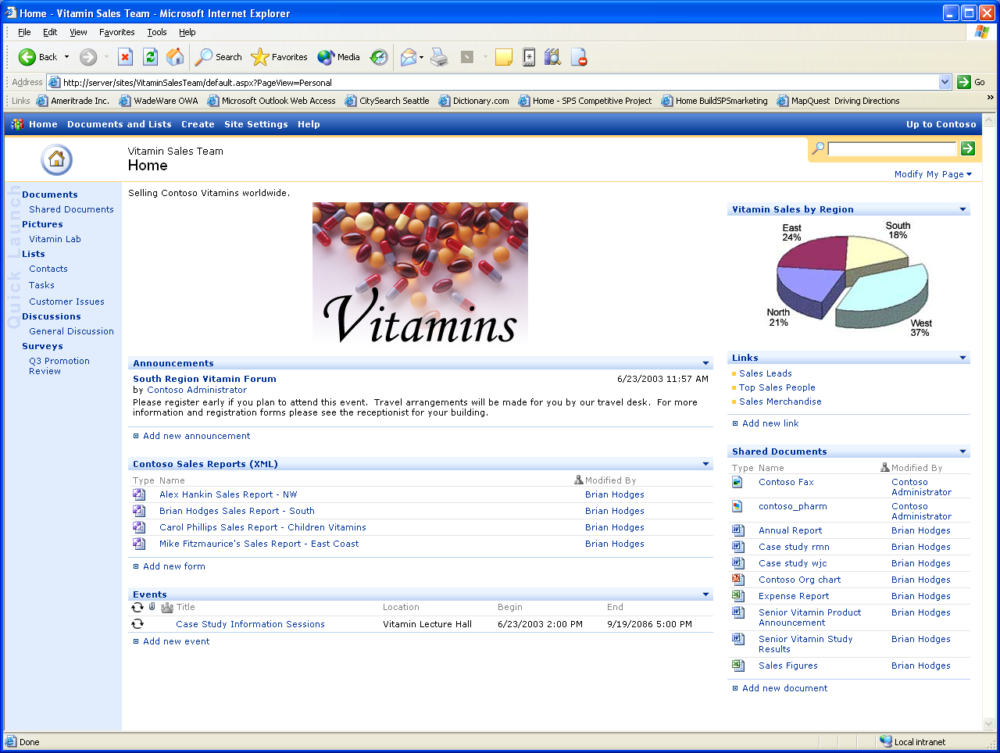 Home - Vitamin Sales Team - Microsoft Internet Explorer
File Edit View Favorites Tools Help
Back Search Favorites Media
Address http://server/sites/VitaminSalesTeam/default.aspx?PageView=Personal Go
Links Ameritrade Inc. WadeWare OWA Microsoft Outlook Web Access CitySearch Seattle Dictionary.com Home - SPS Competitive Project Home BuildSPSmarketing MapQuest Driving Directions »
Home Documents and Lists Create Site Settings Help Up to Contoso
Vitamin Sales Team
Home
Modify My Page
Quick Launch
Documents
Shared Documents
Pictures
Vitamin Lab
Lists
Contacts
Tasks
Customer Issues
Discussions
General Discussion
Surveys
Q3 Promotion
Review
Selling Contoso Vitamins worldwide.
Vitamins
Announcements
South Region Vitamin Forum 6/23/2003 11:57 AM
by Contoso Administrator
Please register early if you plan to attend this event. Travel arrangements will be made for you by our travel desk. For more
information and registration forms please see the receptionist for your building.
Add new announcement
Contoso Sales Reports (XML)
Type Name Modified By
Alex Hankin Sales Report - NW Brian Hodges
Brian Hodges Sales Report - South Brian Hodges
Carol Phillips Sales Report - Children Vitamins Brian Hodges
Mike Fitzmaurice's Sales Report - East Coast Brian Hodges
Add new form
Events
Title Location Begin End
Case Study Information Sessions Vitamin Lecture Hall 6/23/2003 2:00 PM 9/19/2086 5:00 PM
Add new event
Vitamin Sales by Region
East
24%
South
18%
North
21%
West
37%
Links
Sales Leads
Top Sales People
Sales Merchandise
Add new link
Shared Documents
Type Name Modified By
Contoso Fax Contoso
Administrator
contoso_pharm Contoso
Administrator
Annual Report Brian Hodges
Case study rmn Brian Hodges
Case study wjc Brian Hodges
Contoso Org chart Brian Hodges
Expense Report Brian Hodges
Senior Vitamin Product Brian Hodges
Announcement
Senior Vitamin Study Brian Hodges
Results
Sales Figures Brian Hodges
Add new document
Done Local intranet